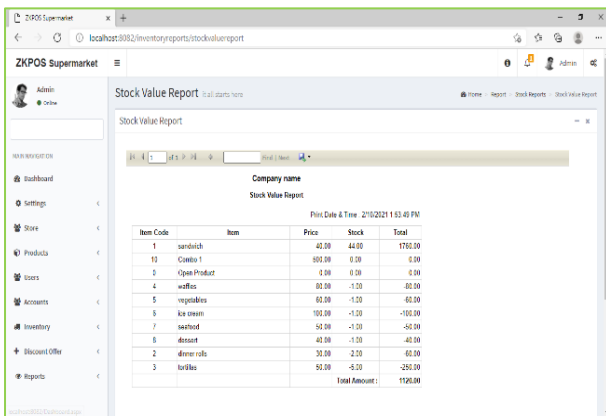 ZKPOS Supermarket
localhost:8082/inventoryreports/stockvaluereport
ZKPOS Supermarket
Admin
Admin
Online
Stock Value Report It all starts here
Home Report Stock Reports Stock Value Report
Stock Value Report
MAIN NAVIGATION
Dashboard
Settings
Store
Products
Users
Accounts
Inventory
Discount Offer
Reports
1 of 1 Find | Next
Company name
Stock Value Report
Print Date & Time : 2/16/2021 1:53:49 PM
Item Code Item Price Stock Total
1 sandwich 40.00 44.00 1760.00
10 Combo 1 0.00 0.00
0 Open Product 0.00 0.00 0.00
4 waffles 80.00 -1.00 -80.00
5 vegetables 60.00 -1.00 -60.00
6 ice cream 100.00 -1.00 -100.00
7 seafood 50.00 -1.00 -50.00
8 dessert 40.00 -1.00 -40.00
2 dinner rolls 30.00 -2.00 -60.00
3 tortillas 50.00 -5.00 -250.00
Total Amount : 1120.00